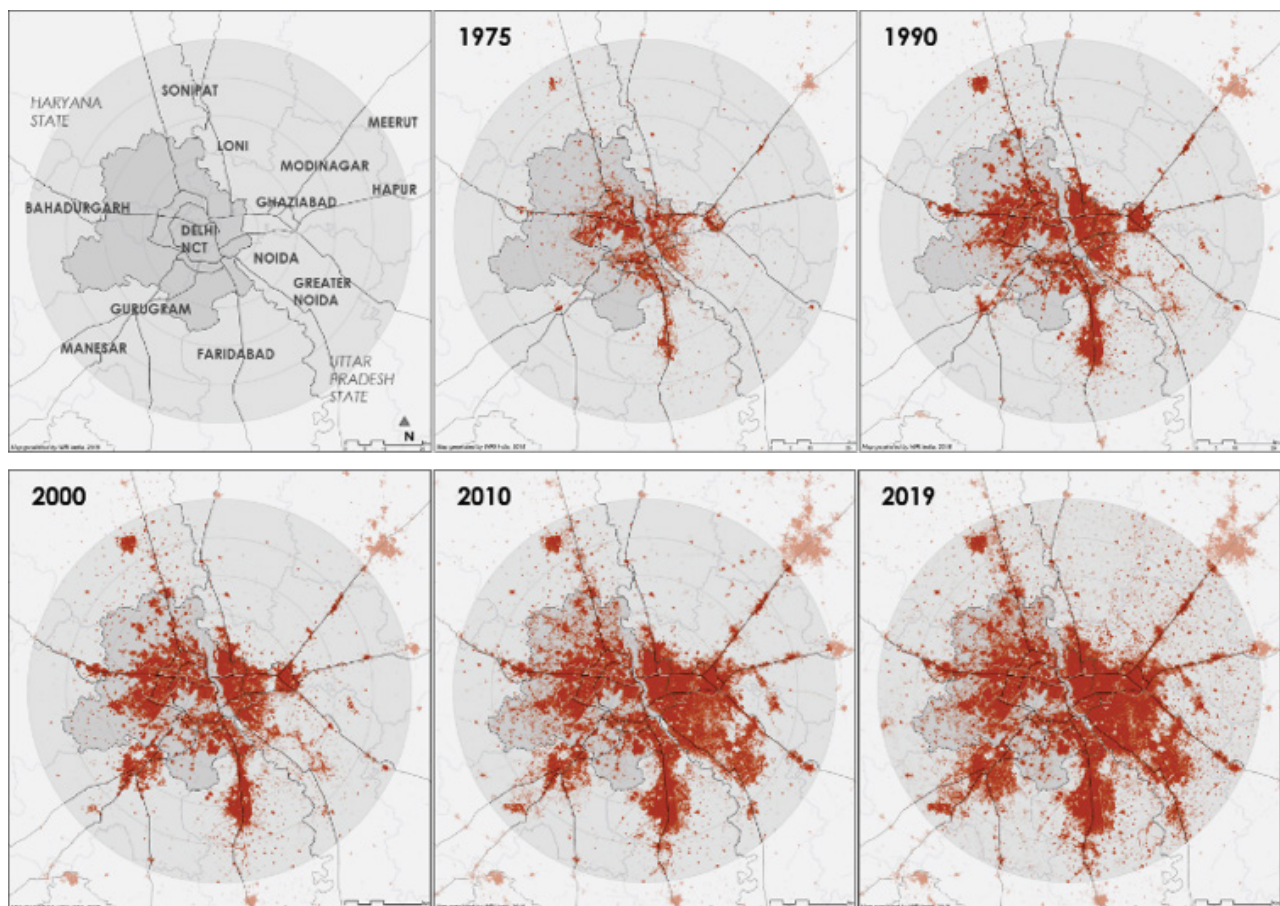 1975
1990
SONIPAT
HARYANA
STATE
MEERUT
LONI
MODINAGAR
HAPUR
BAHADURGARH
GHAZIABAD
DELHI
NCT
NOIDA
GREATER
NOIDA
GURUGRAM
MANESAR
FARIDABAD
UTTAR
PRADESH
STATE
N
2000
2010
2019